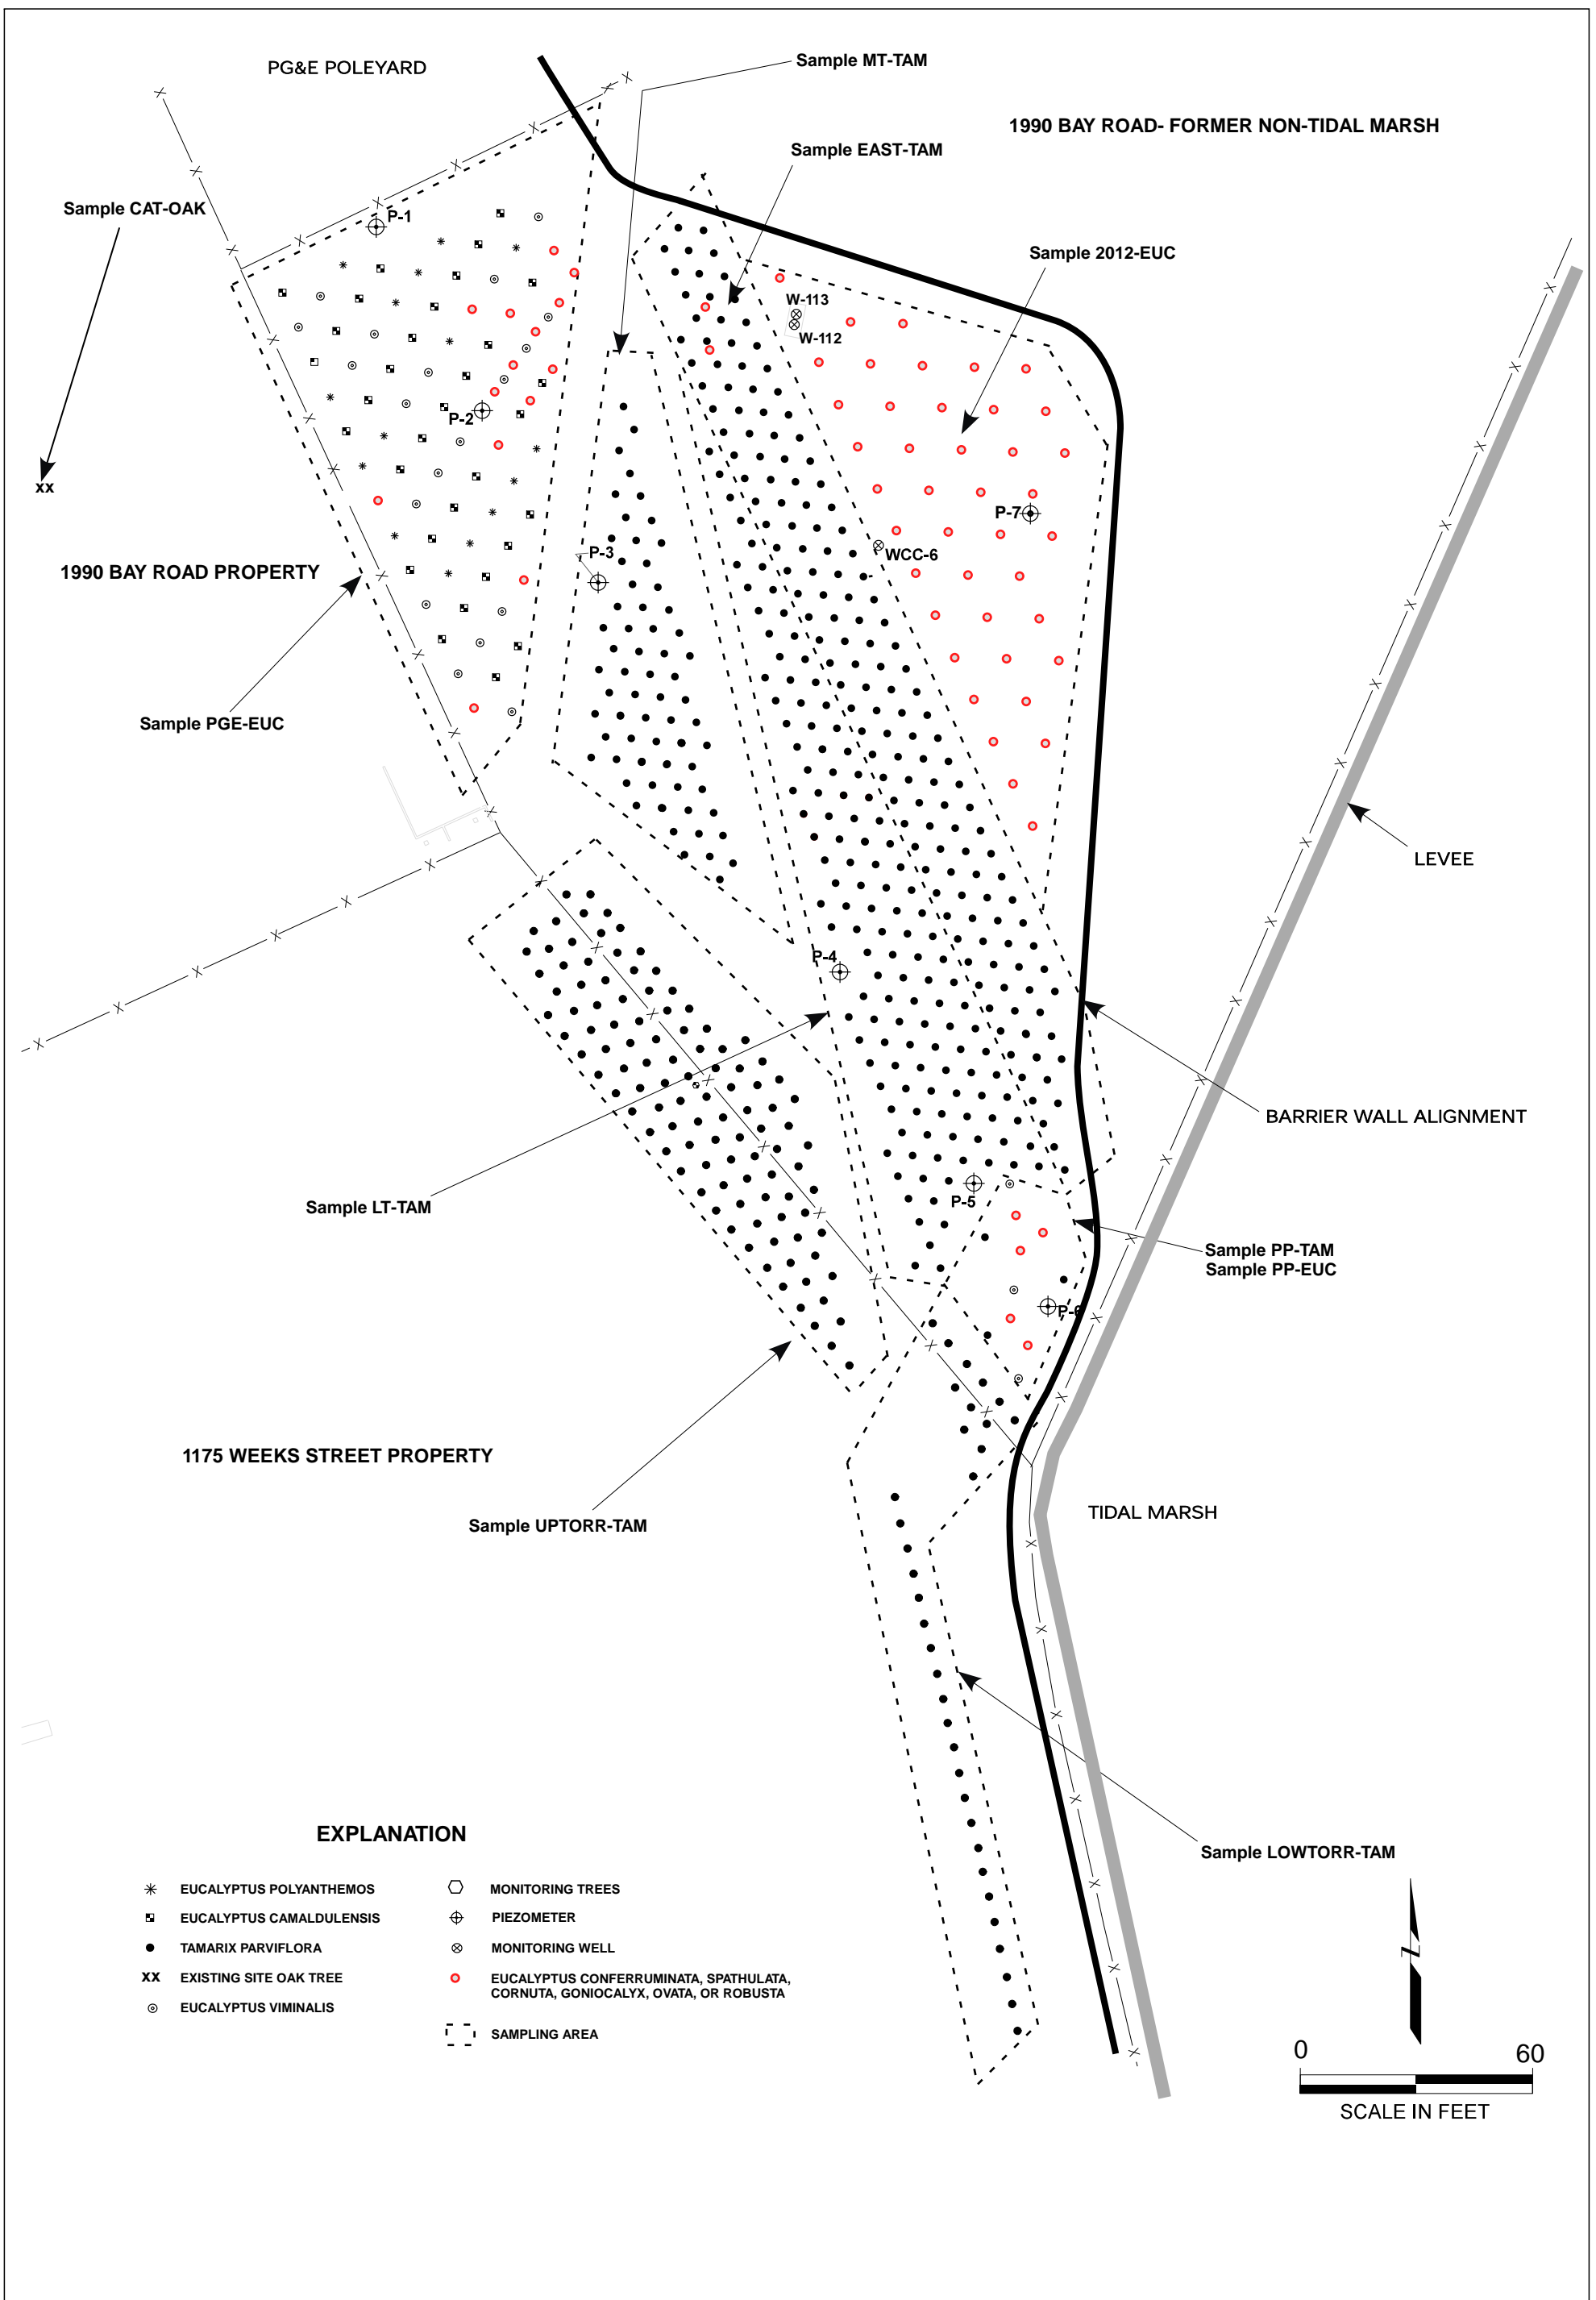 PG&E POLEYARD
Sample MT-TAM
1990 BAY ROAD- FORMER NON-TIDAL MARSH
Sample EAST-TAM
Sample CAT-OAK
P-1
Sample 2012-EUC
W-113
W-112
P-2
xx
P-7
P-3
WCC-6
1990 BAY ROAD PROPERTY
Sample PGE-EUC
LEVEE
P-4
BARRIER WALL ALIGNMENT
Sample LT-TAM
P-5
Sample PP-TAM
Sample PP-EUC
P-6
1175 WEEKS STREET PROPERTY
Sample UPTORR-TAM
TIDAL MARSH
Sample LOWTORR-TAM
EXPLANATION
EUCALYPTUS POLYANTHEMOS
EUCALYPTUS CAMALDULENSIS
TAMARIX PARVIFLORA
XX EXISTING SITE OAK TREE
EUCALYPTUS VIMINALIS
MONITORING TREES
PIEZOMETER
MONITORING WELL
EUCALYPTUS CONFERRUMINATA, SPATHULATA,
CORNUTA, GONIOCALYX, OVATA, OR ROBUSTA
SAMPLING AREA
N
0 60
SCALE IN FEET